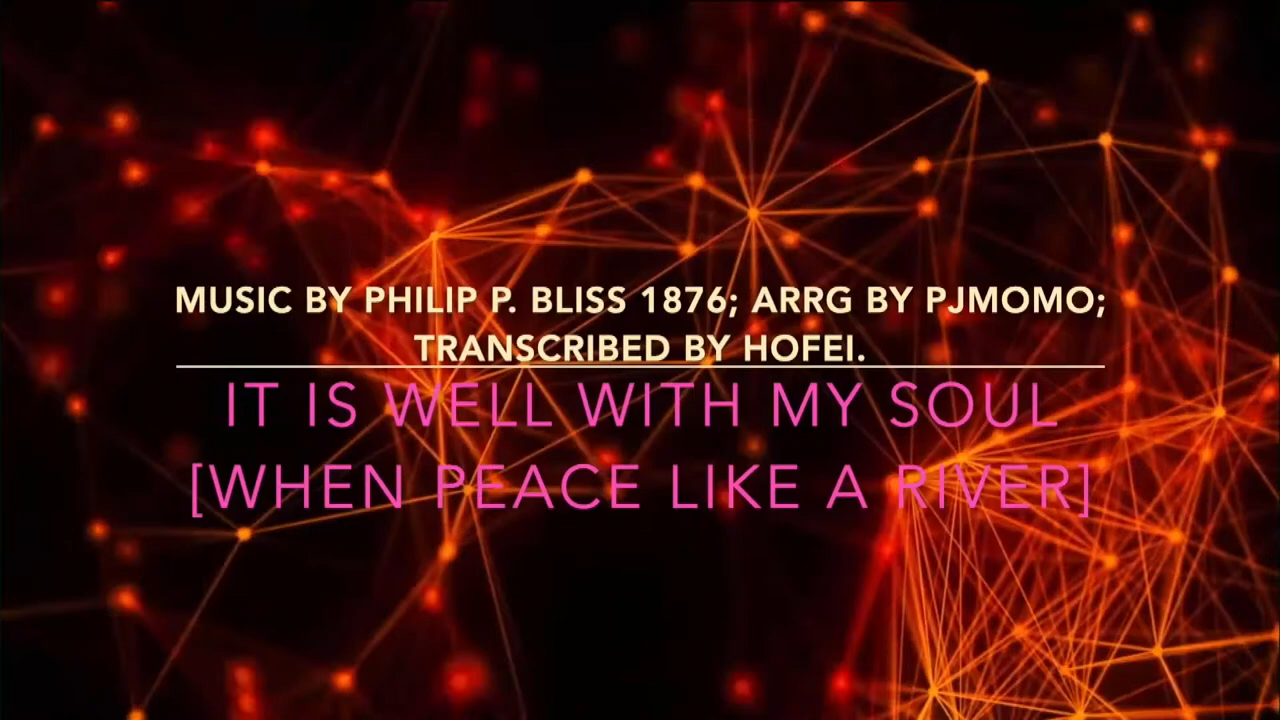 MUSIC BY PHILIP P. BLISS 1876; ARRG BY PJMOMO;
TRANSCRIBED BY HOFEI.
IT IS WELL WITH MY SOUL
[WHEN PEACE LIKE A RIVER]